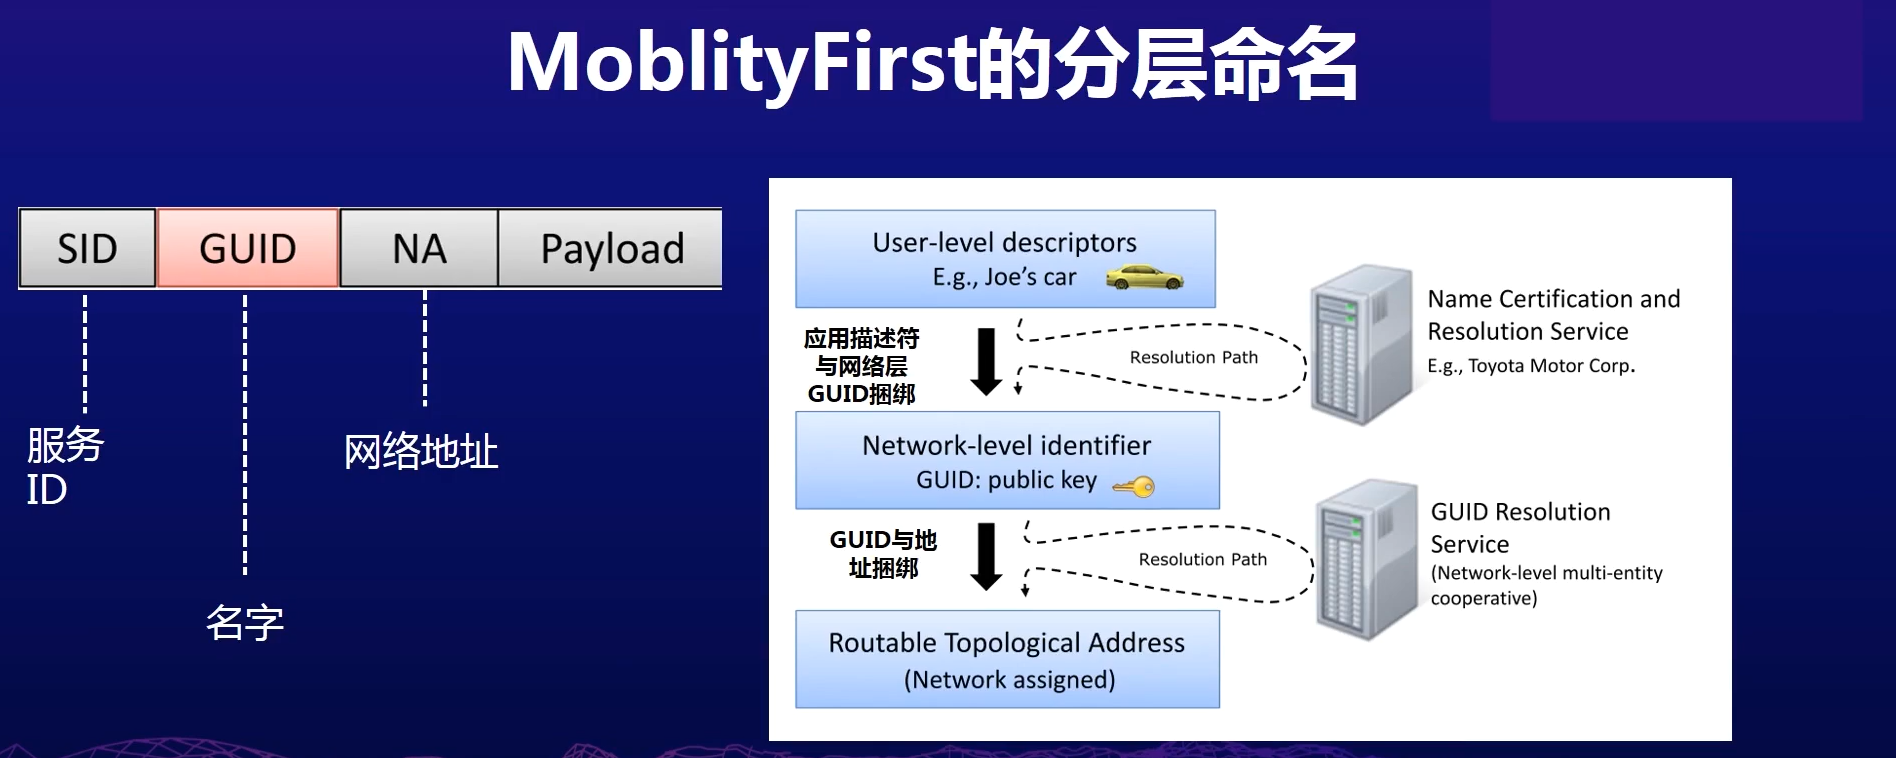 MoblityFirst的分层命名
SID
GUID
NA
Payload
服务
ID
名字
网络地址
User-level descriptors
E.g., Joe’s car
应用描述符
与网络层
GUID捆绑
Resolution Path
Name Certification and
Resolution Service
E.g., Toyota Motor Corp.
Network-level identifier
GUID: public key
GUID与地
址捆绑
Resolution Path
GUID Resolution
Service
(Network-level multi-entity
cooperative)
Routable Topological Address
(Network assigned)